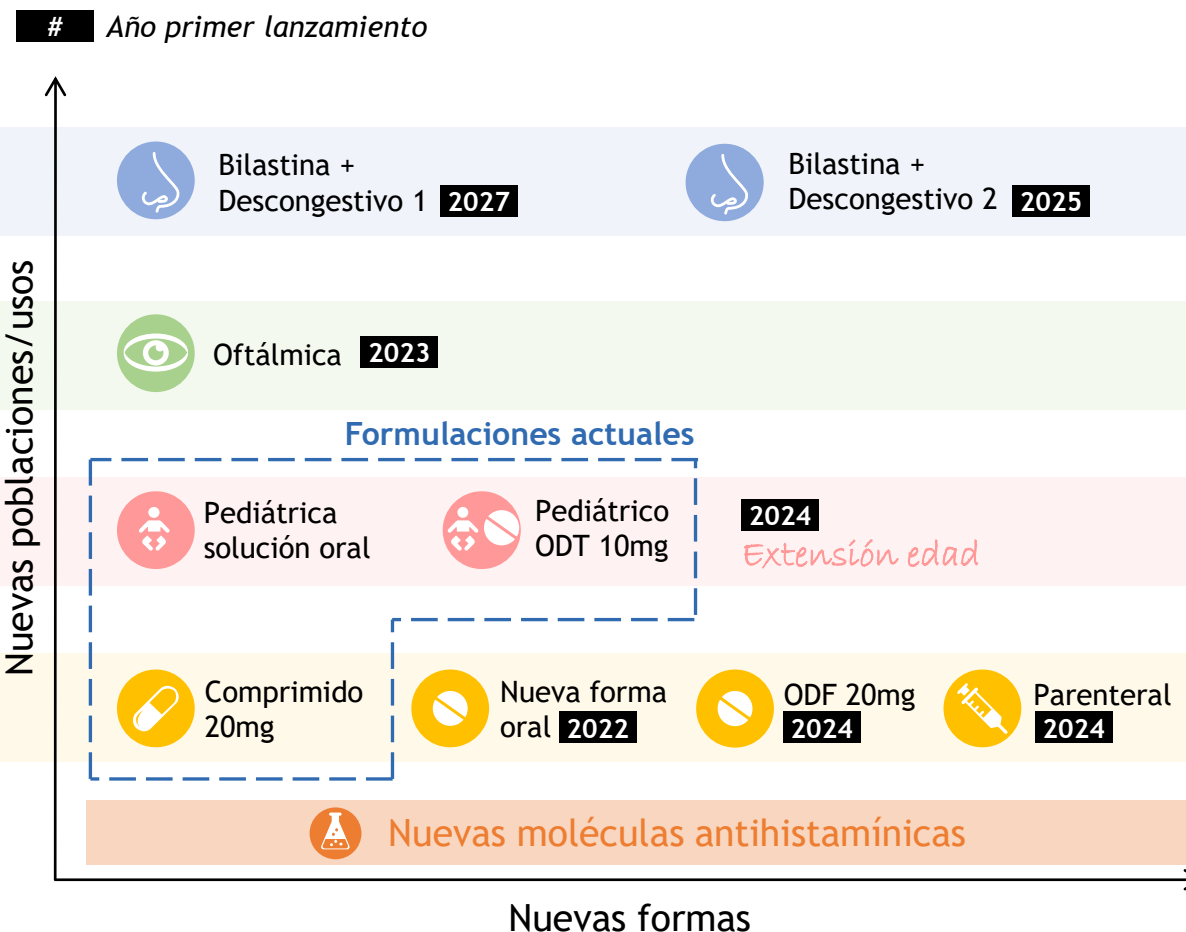 # Año primer lanzamiento
Bilastina +
Descongestivo 1 2027
Bilastina +
Descongestivo 2 2025
Nuevas poblaciones/usos
Oftálmica 2023
Formulaciones actuales
Pediátrica
solución oral
Pediátrico
ODT 10mg
2024
Extensión edad
Comprimido
20mg
Nueva forma
oral 2022
ODF 20mg
2024
Parenteral
2024
Nuevas moléculas antihistamínicas
Nuevas formas